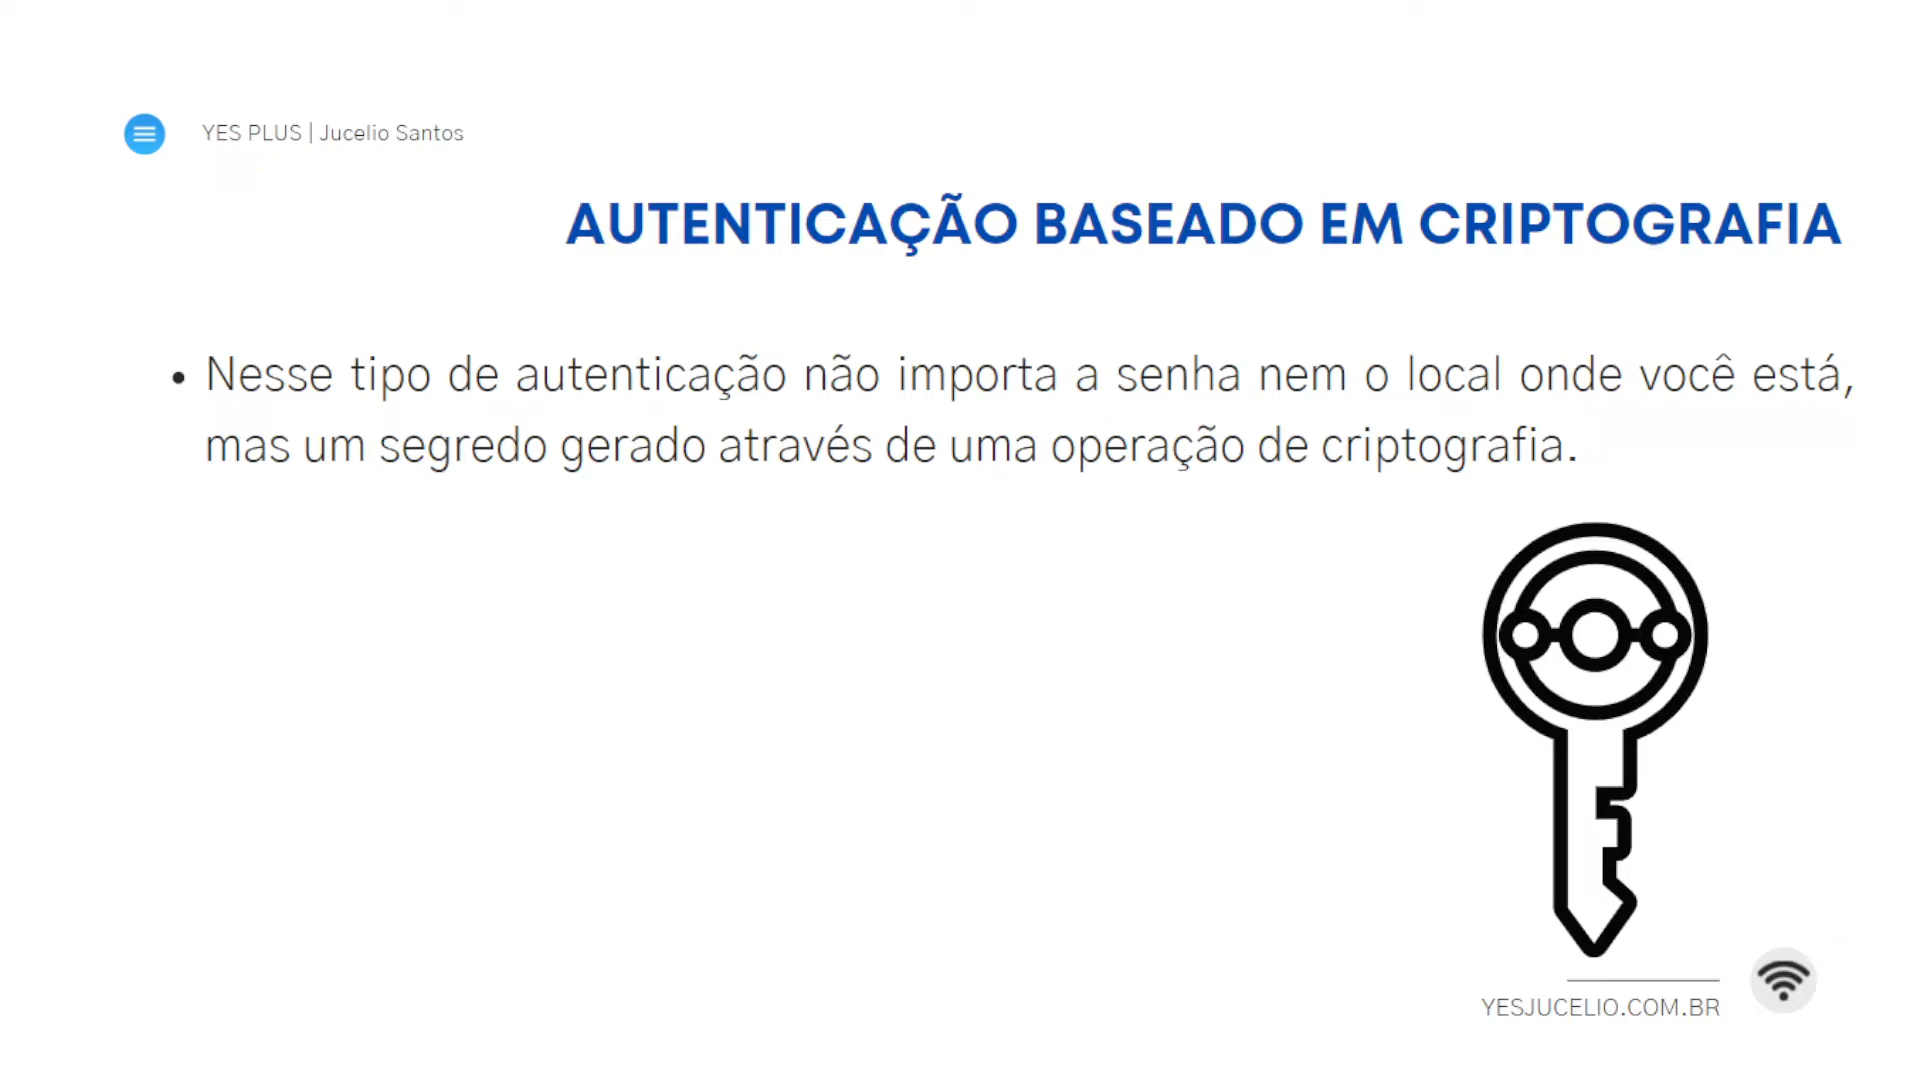 YES PLUS | Jucelio Santos
AUTENTICAÇÃO BASEADO EM CRIPTOGRAFIA
• Nesse tipo de autenticação não importa a senha nem o local onde você está,
mas um segredo gerado através de uma operação de criptografia.
YESJUCELIO.COM.BR